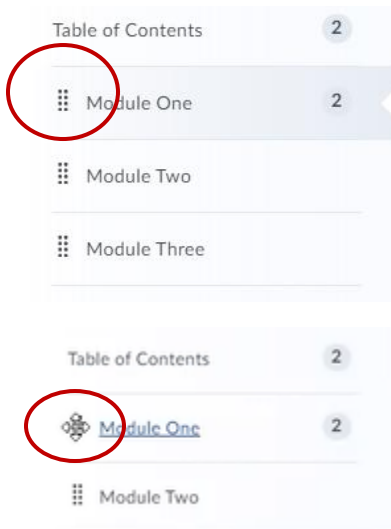 Table of Contents 2
Module One 2
Module Two
Module Three
Table of Contents 2
Module One 2
Module Two